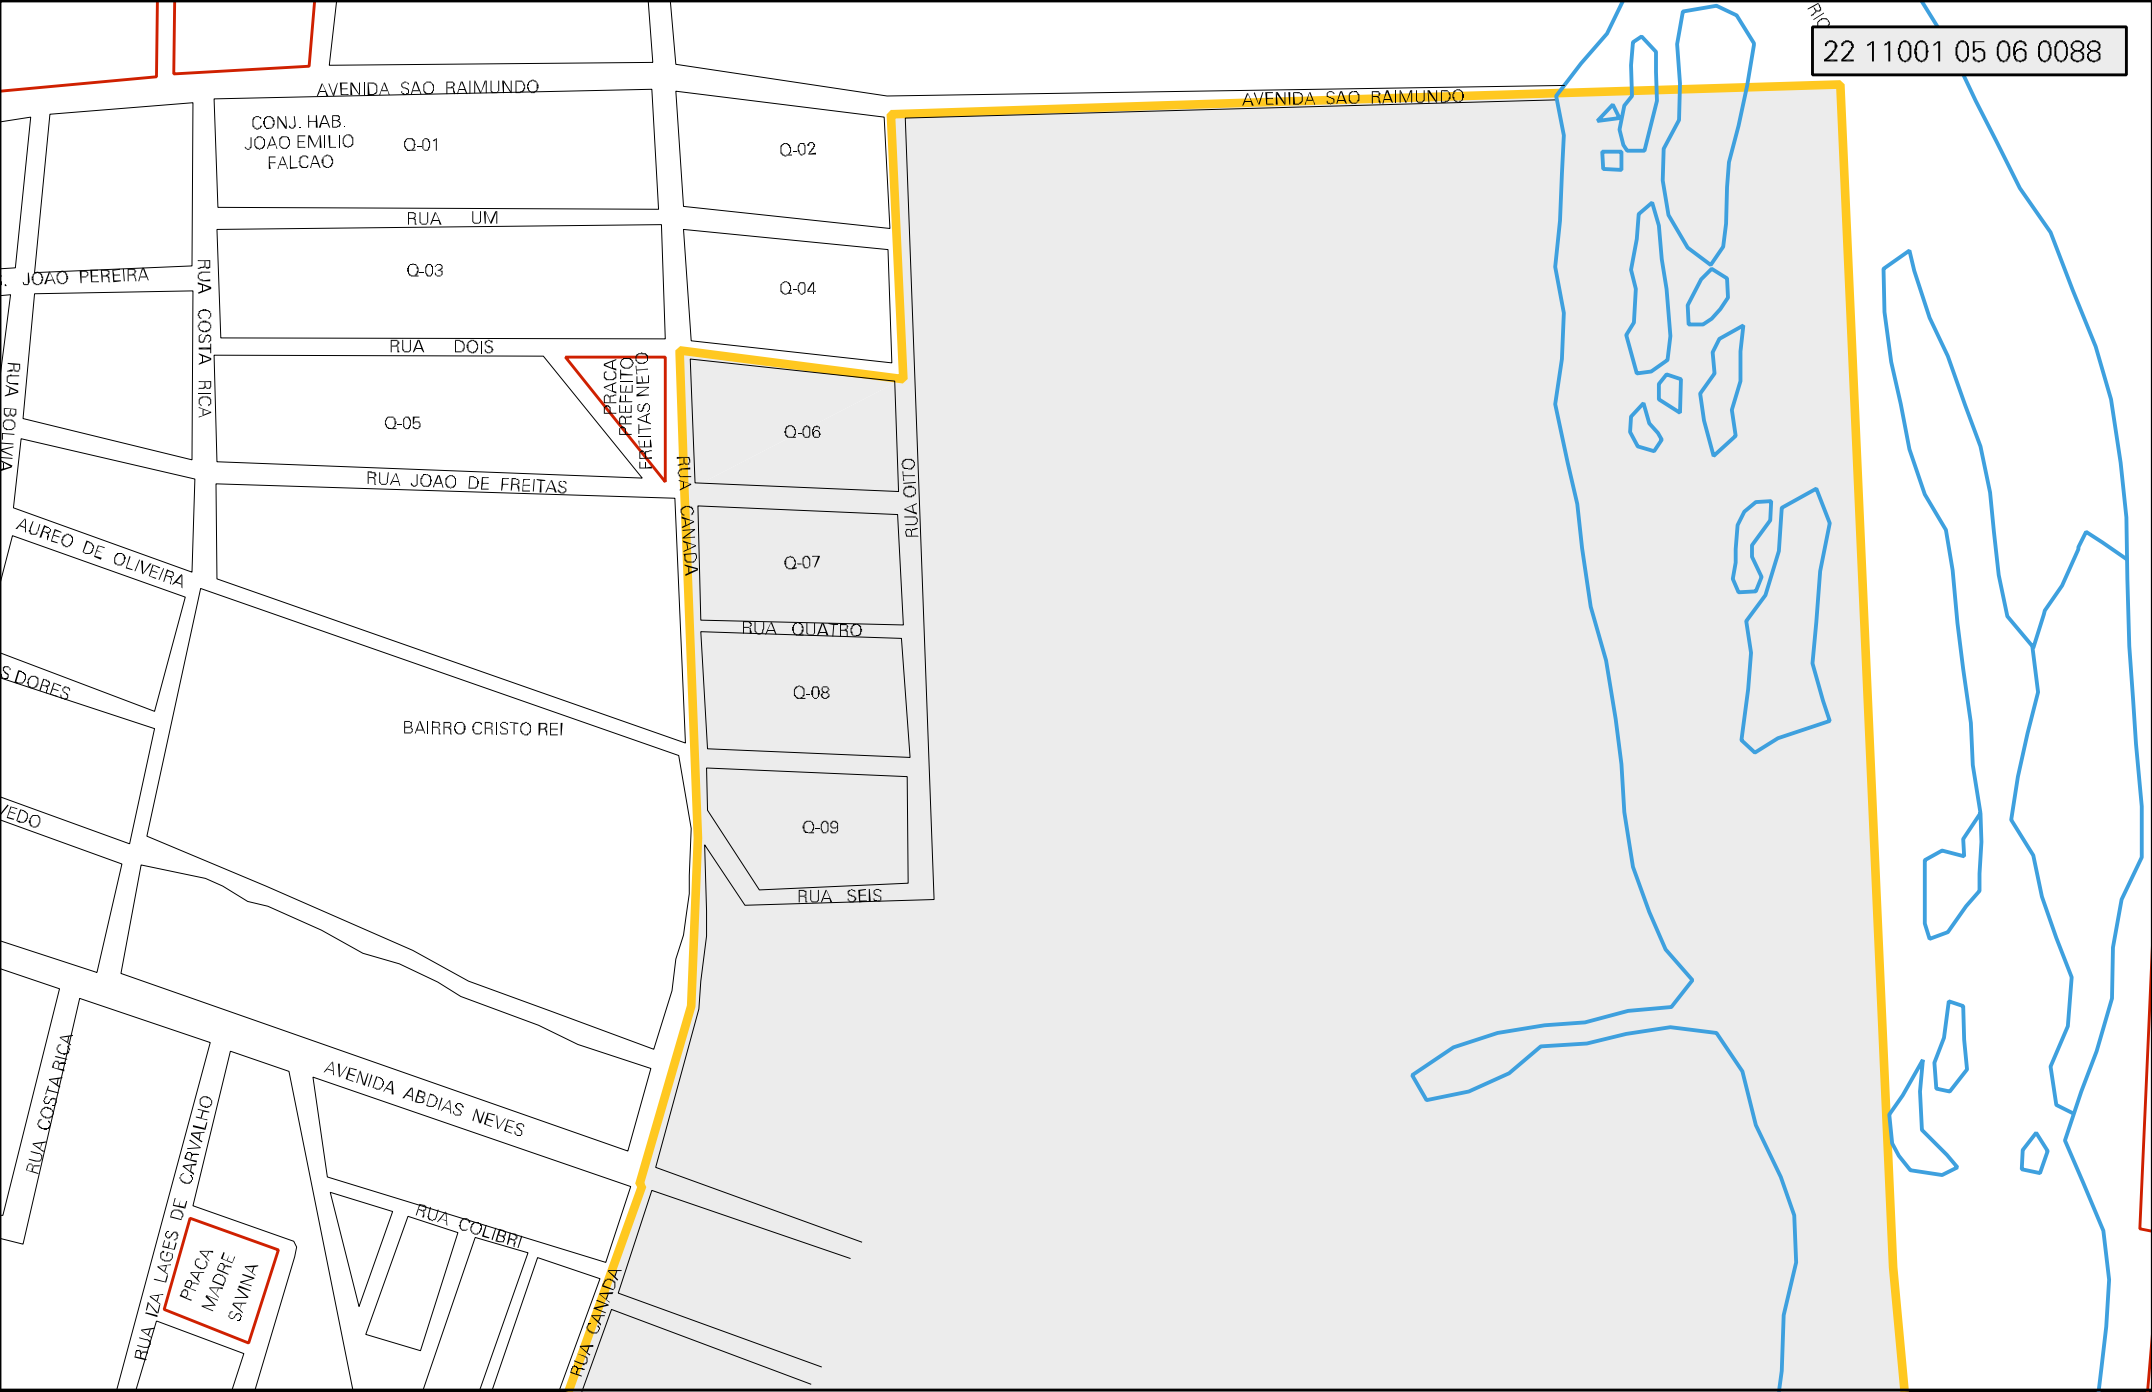 RIO
22 11001 05 06 0088
AVENIDA SAO RAIMUNDO
AVENIDA SAO RAIMUNDO
CONJ. HAB.
JOAO EMILIO
FALCAO
Q-01
Q-02
RUA UM
JOAO PEREIRA
RUA COSTA RICA
Q-03
Q-04
RUA DOIS
PRACA
PREFEITO
FREITAS NETO
RUA BOLIVIA
Q-05
Q-06
RUA JOAO DE FREITAS
RUA CANADA
RUA OITO
AUREO DE OLIVEIRA
Q-07
RUA QUATRO
S DORES
Q-08
BAIRRO CRISTO REI
VEDO
Q-09
RUA SEIS
RUA COSTA RICA
AVENIDA ABDIAS NEVES
RUA IZA LAGES DE CARVALHO
RUA COLIBRI
PRACA
MADRE
SAVINA
RUA CANADA